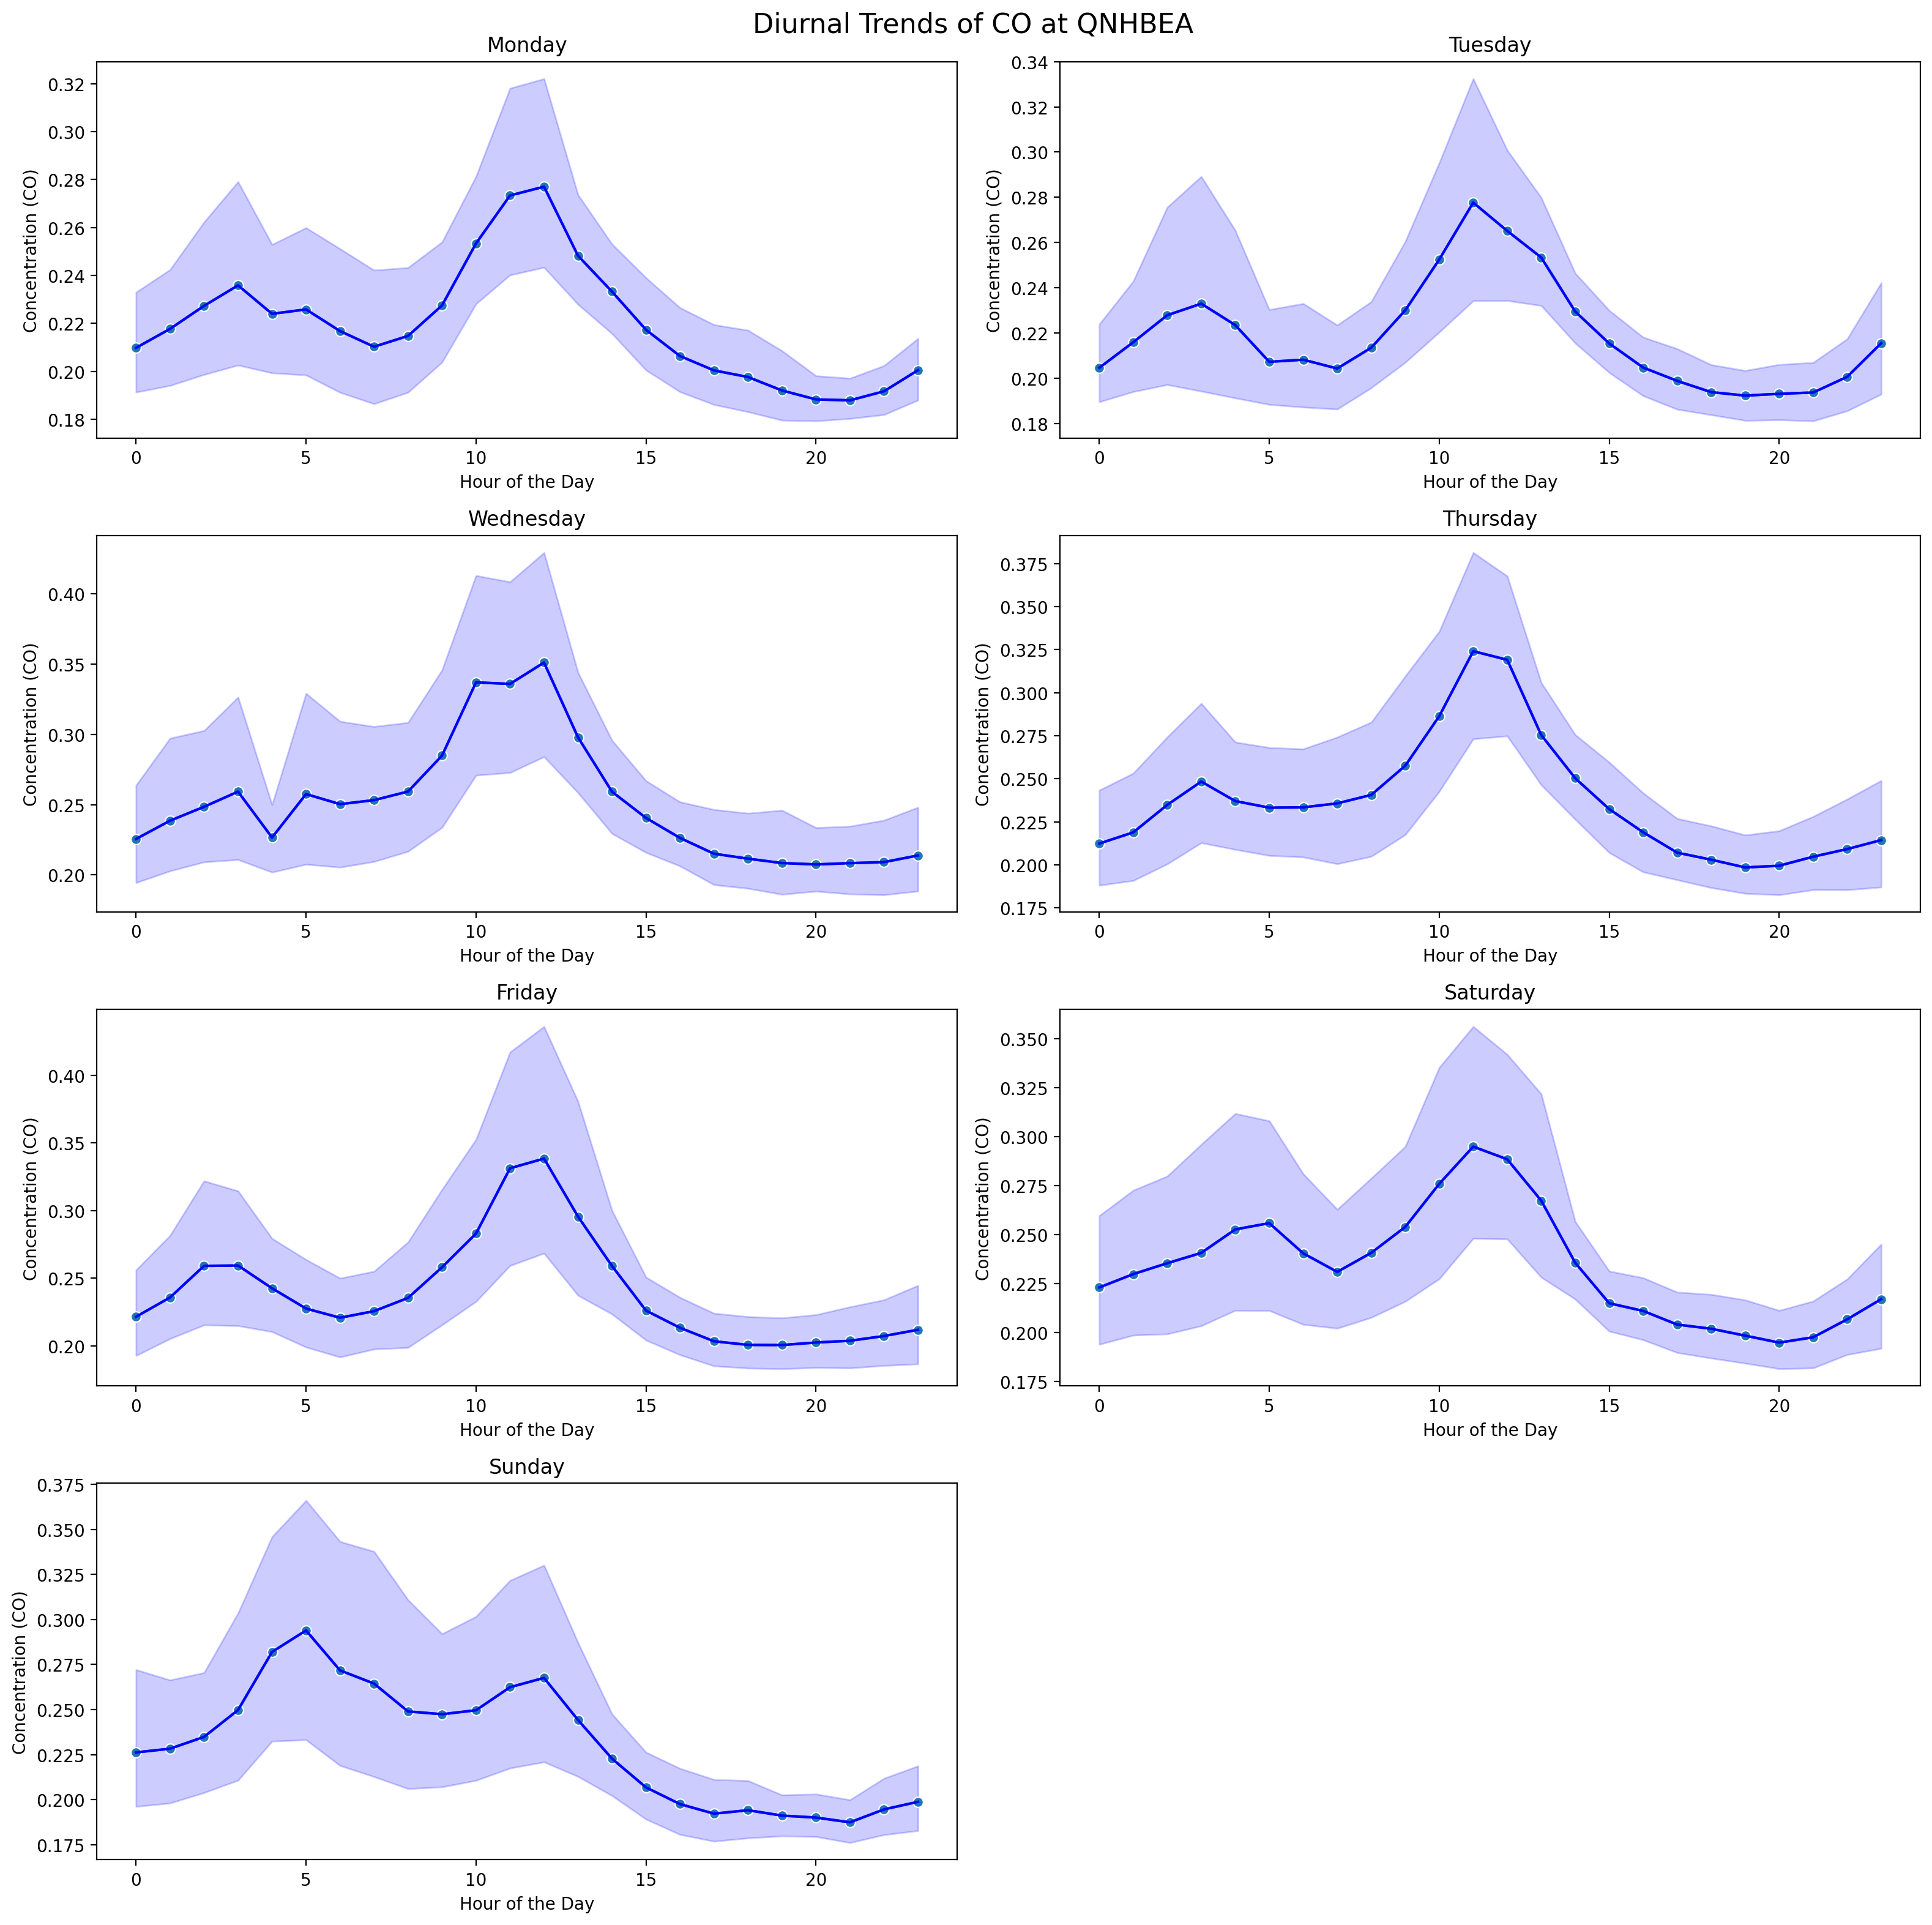 Diurnal Trends of CO at QNHBEA
Monday
0.32
0.30
0.28
0.26
0.24
0.22
0.20
0.18
Concentration (CO)
0 5 10 15 20
Hour of the Day
Tuesday
0.34
0.32
0.30
0.28
0.26
0.24
0.22
0.20
0.18
Concentration (CO)
0 5 10 15 20
Hour of the Day
Wednesday
0.40
0.35
0.30
0.25
0.20
Concentration (CO)
0 5 10 15 20
Hour of the Day
Thursday
0.375
0.350
0.325
0.300
0.275
0.250
0.225
0.200
0.175
Concentration (CO)
0 5 10 15 20
Hour of the Day
Friday
0.40
0.35
0.30
0.25
0.20
Concentration (CO)
0 5 10 15 20
Hour of the Day
Saturday
0.350
0.325
0.300
0.275
0.250
0.225
0.200
0.175
Concentration (CO)
0 5 10 15 20
Hour of the Day
Sunday
0.375
0.350
0.325
0.300
0.275
0.250
0.225
0.200
0.175
Concentration (CO)
0 5 10 15 20
Hour of the Day